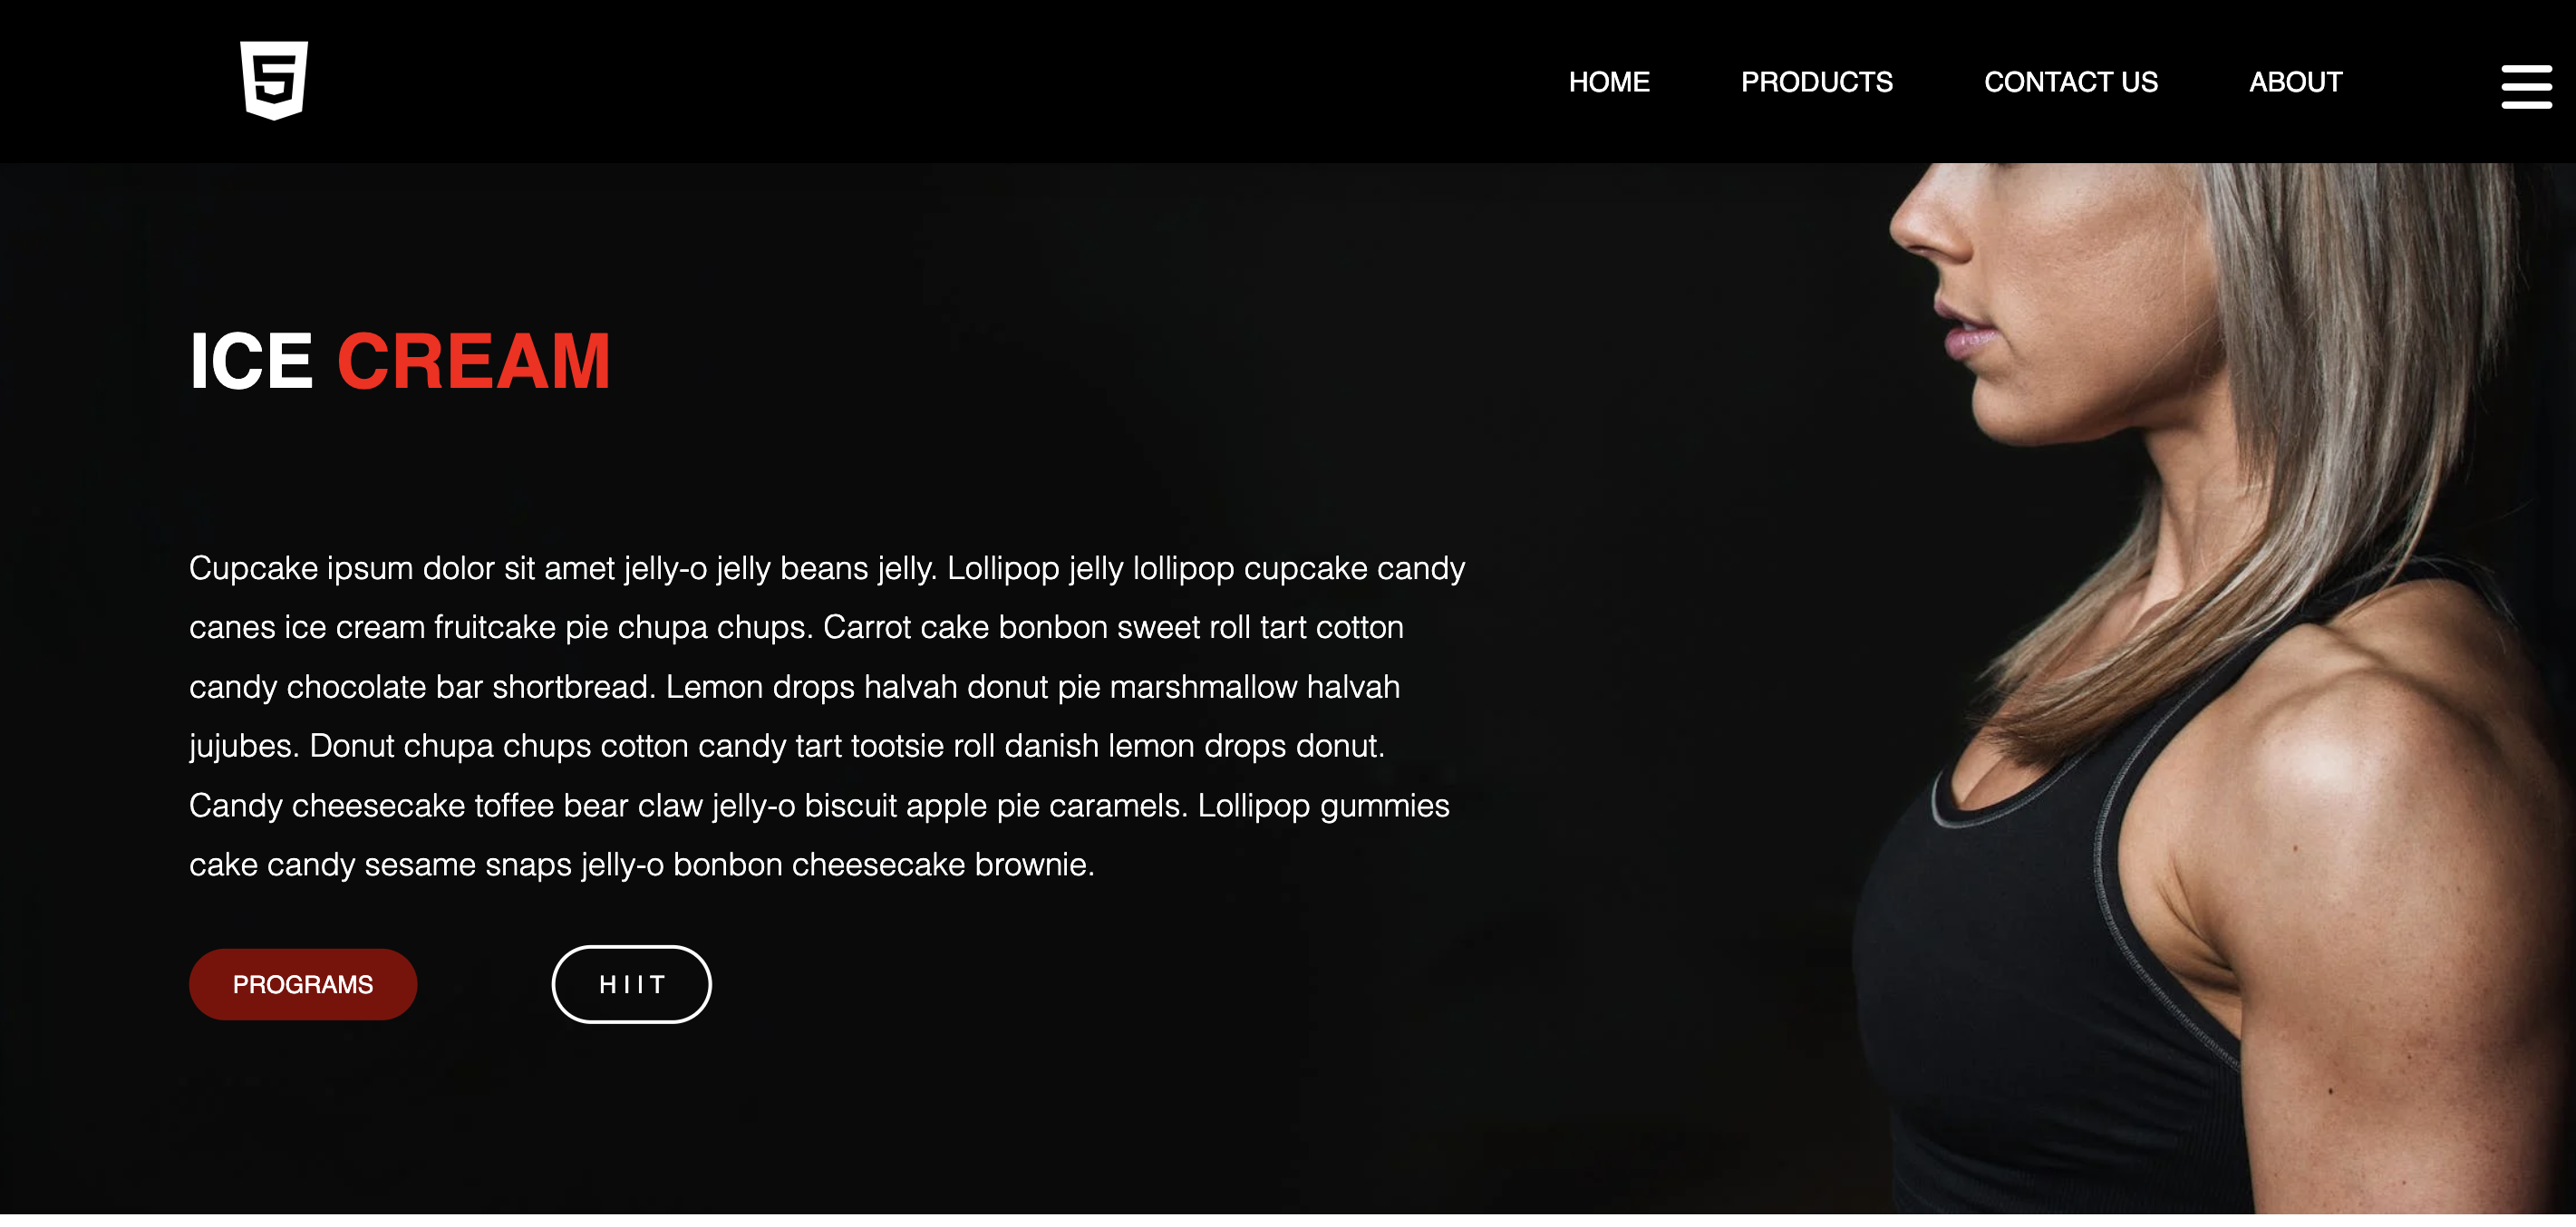 5
HOME PRODUCTS CONTACT US ABOUT
ICE CREAM
Cupcake ipsum dolor sit amet jelly-o jelly beans jelly. Lollipop jelly lollipop cupcake candy
canes ice cream fruitcake pie chupa chups. Carrot cake bonbon sweet roll tart cotton
candy chocolate bar shortbread. Lemon drops halvah donut pie marshmallow halvah
jujubes. Donut chupa chups cotton candy tart tootsie roll danish lemon drops donut.
Candy cheesecake toffee bear claw jelly-o biscuit apple pie caramels. Lollipop gummies
cake candy sesame snaps jelly-o bonbon cheesecake brownie.
PROGRAMS HIIT